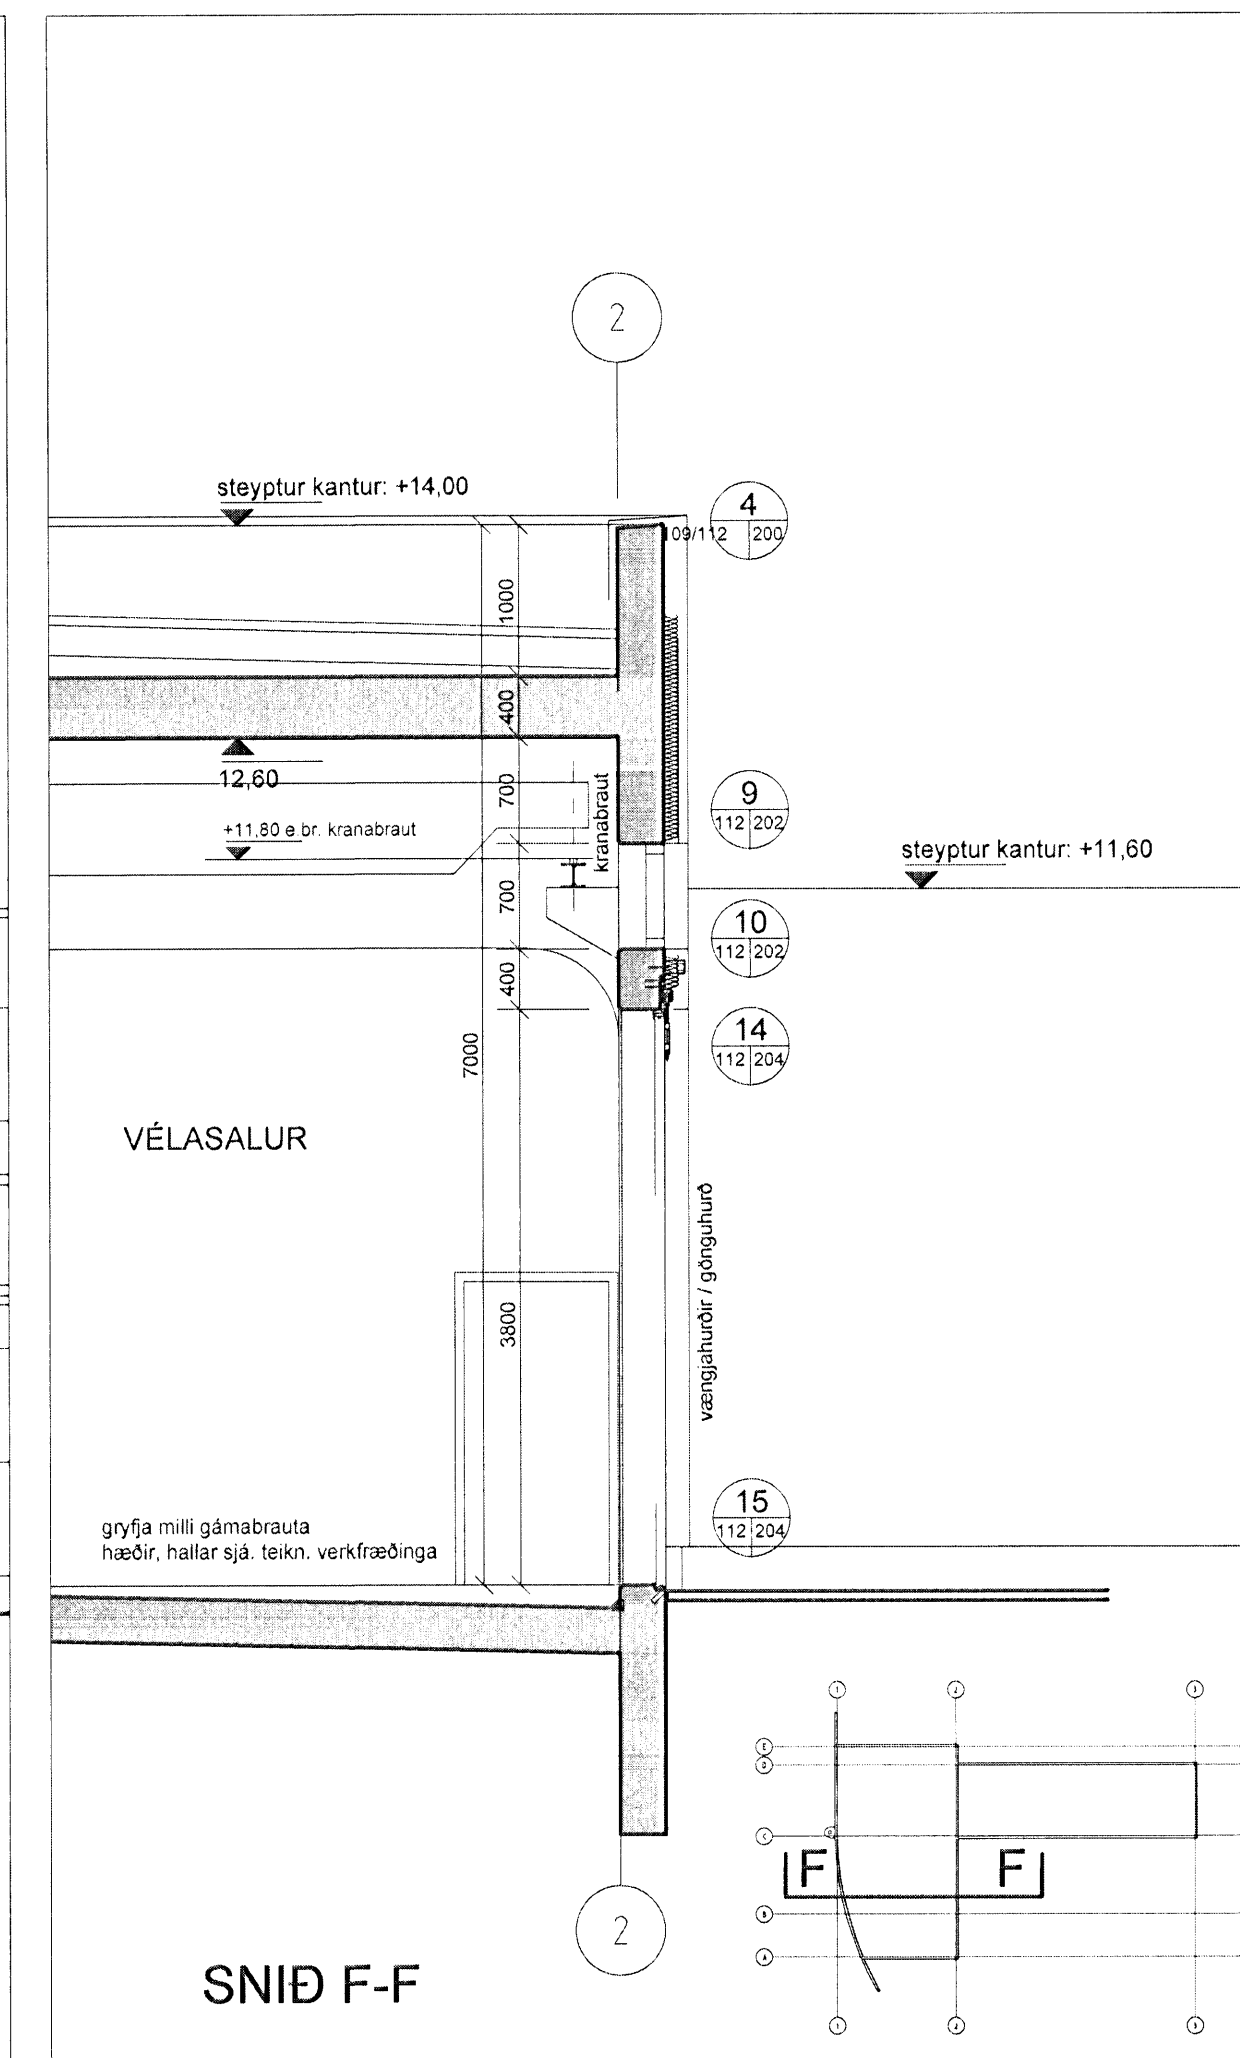 2
steyptur kantur: +14,00
4
109/112 200
1000
400
12,60
700
kranabraut
9
112 202
+11,80 e.br. kranabraut
steyptur kantur: +11,60
700
10
112 202
400
14
112 204
7000
VÉLASALUR
vængjahurðir / gönguhurð
3800
15
112 204
gryfja milli gámabrauta
hæðir, hallar sjá. teikn. verkfræðinga
E
D
C
F F
B
A
2
SNIÐ F-F